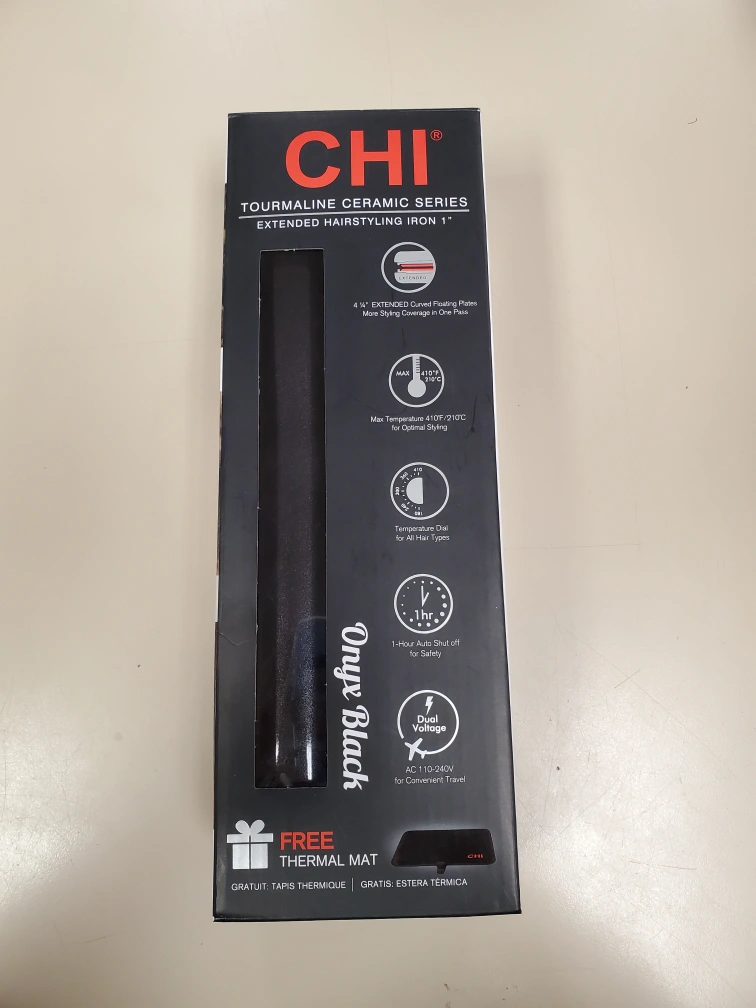 CHI®
TOURMALINE CERAMIC SERIES
EXTENDED HAIRSTYLING IRON 1"
EXTENDED
4 ¼" EXTENDED Curved Floating Plates
More Styling Coverage in One Pass
MAX 410°F
210°C
Max Temperature 410°F/210°C
for Optimal Styling
410
180
Temperature Dial
for All Hair Types
1hr
1-Hour Auto Shut off
for Safety
Onyx Black
Dual
Voltage
AC 110-240V
for Convenient Travel
FREE
THERMAL MAT
CHI
GRATUIT: TAPIS THERMIQUE | GRATIS: ESTERA TÉRMICA